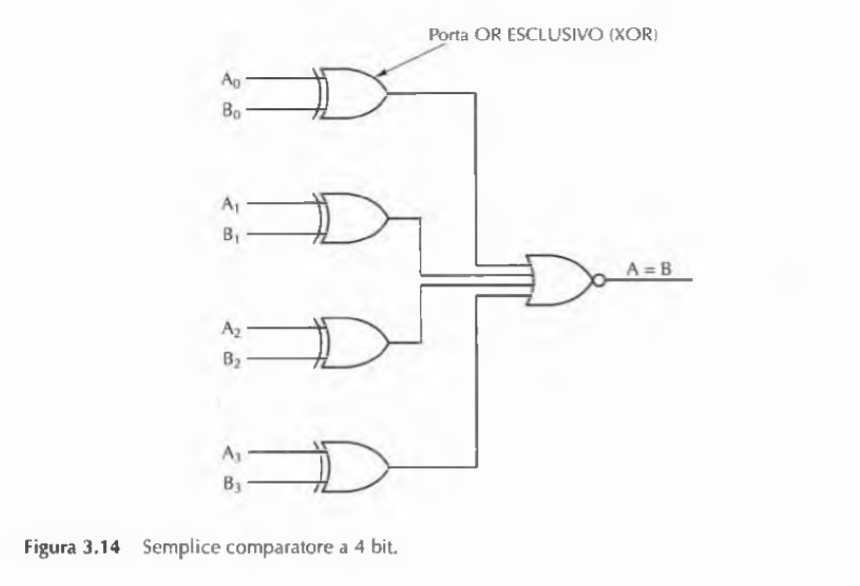 Porta OR ESCLUSIVO (XOR)
A0
B0
A1
B1
A = B
A2
B2
A3
B3
Figura 3.14 Semplice comparatore a 4 bit.